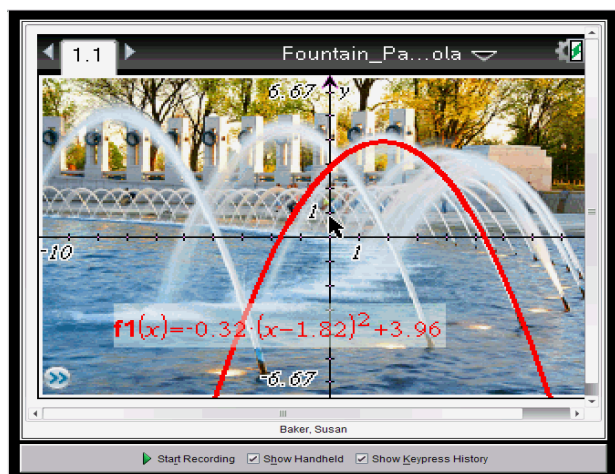 1.1 Fountain_Pa...ola
6.67 y
1
-10 1
f1(x)=-0.32·(x-1.82)²+3.96
-6.67
Baker, Susan
Start Recording Show Handheld Show Keypress History